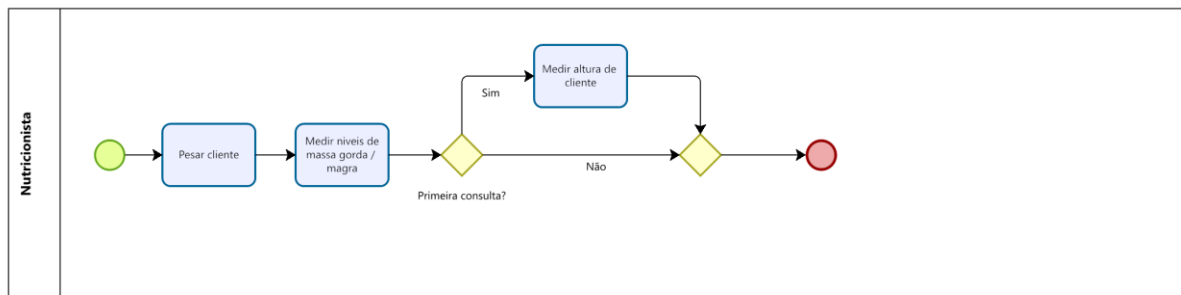 Nutricionista
Pesar cliente
Medir niveis de
massa gorda /
magra
Primeira consulta?
Sim
Medir altura de
cliente
Não